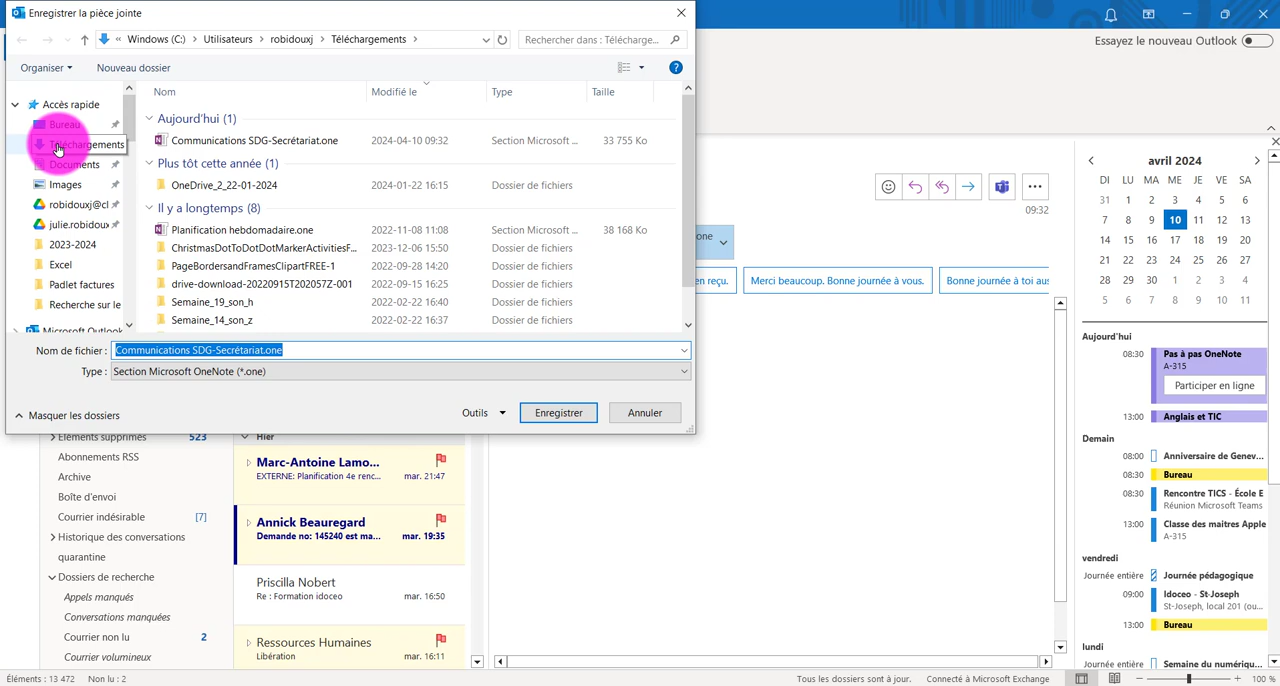 Enregistrer la pièce jointe
« Windows (C:) > Utilisateurs > robidouxj > Téléchargements >
Rechercher dans : Télécharge...
Essayez le nouveau Outlook
Organiser
Nouveau dossier
Accès rapide
Bureau
Téléchargements
Documents
Images
robidouxj@cl
julie.robidoux
2023-2024
Excel
Padlet factures
Recherche sur le
Microsoft Outlook
Nom
Modifié le
Type
Taille
Aujourd'hui (1)
Communications SDG-Secrétariat.one
2024-04-10 09:32
Section Microsoft ...
33 755 Ko
Plus tôt cette année (1)
OneDrive_2_22-01-2024
2024-01-22 16:15
Dossier de fichiers
Il y a longtemps (8)
Planification hebdomadaire.one
2022-11-08 11:08
Section Microsoft ...
38 168 Ko
ChristmasDotToDotDotMarkerActivitiesF...
2023-12-06 15:50
Dossier de fichiers
PageBordersandFramesClipartFREE-1
2022-09-28 14:20
Dossier de fichiers
drive-download-20220915T202057Z-001
2022-09-15 16:25
Dossier de fichiers
Semaine_19_son_h
2022-02-22 16:40
Dossier de fichiers
Semaine_14_son_z
2022-02-22 16:37
Dossier de fichiers
Nom de fichier : Communications SDG-Secrétariat.one
Type : Section Microsoft OneNote (*.one)
Masquer les dossiers
Outils
Enregistrer
Annuler
09:32
one
en reçu.
Merci beaucoup. Bonne journée à vous.
Bonne journée à toi aus
Éléments supprimés 523
Abonnements RSS
Archive
Boîte d'envoi
Courrier indésirable [7]
Historique des conversations
quarantine
Dossiers de recherche
Appels manqués
Conversations manquées
Courrier non lu 2
Courrier volumineux
Hier
Marc-Antoine Lamo...
EXTERNE: Planification 4e renc... mar. 21:47
Annick Beauregard
Demande no: 145240 est ma... mar. 19:35
Priscilla Nobert
Re : Formation idoceo mar. 16:50
Ressources Humaines
Libération mar. 16:11
avril 2024
DI LU MA ME JE VE SA
31 1 2 3 4 5 6
7 8 9 10 11 12 13
14 15 16 17 18 19 20
21 22 23 24 25 26 27
28 29 30 1 2 3 4
5 6 7 8 9 10 11
Aujourd'hui
08:30 Pas à pas OneNote
A-315
Participer en ligne
13:00 Anglais et TIC
Demain
08:00 Anniversaire de Genev...
08:30 Bureau
08:30 Rencontre TICS - École E
Réunion Microsoft Teams
13:00 Classe des maitres Apple
A-315
vendredi
Journée entière Journée pédagogique
09:00 Idoceo - St-Joseph
St-Joseph, local 201 (ou...
13:00 Bureau
lundi
Journée entière Semaine du numériqu...
Éléments : 13 472 Non lu : 2
Tous les dossiers sont à jour.
Connecté à Microsoft Exchange
100 %